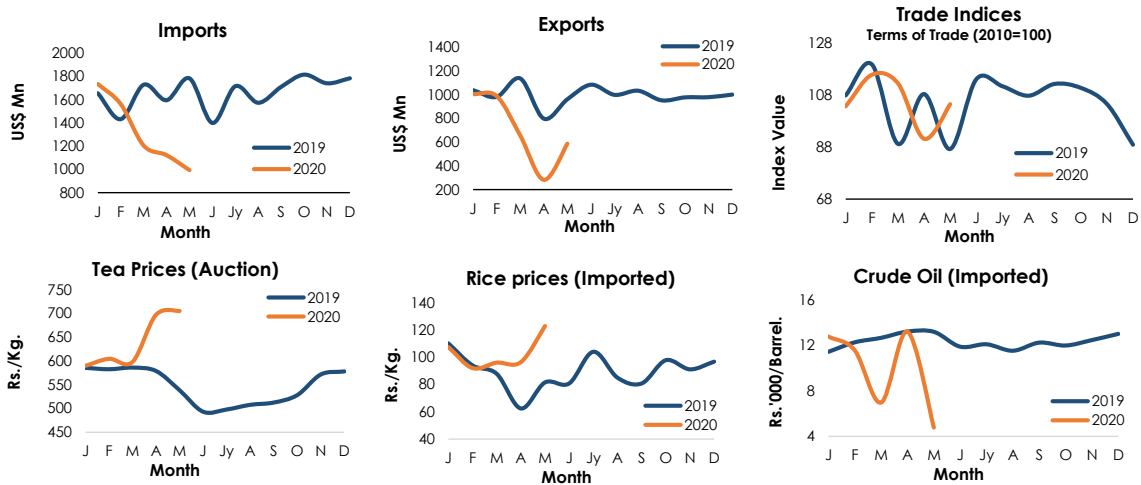 Imports
US$ Mn
2000
1800
1600
1400
1200
1000
800
2019
2020
J F M A M J Jy A S O N D
Month
Exports
US$ Mn
1400
1200
1000
800
600
400
200
2019
2020
J F M A M J Jy A S O N D
Month
Trade Indices
Terms of Trade (2010=100)
Index Value
128
108
88
68
2019
2020
J F M A M J Jy A S O N D
Month
Tea Prices (Auction)
Rs./Kg.
750
700
650
600
550
500
450
2019
2020
J F M A M J Jy A S O N D
Month
Rice prices (Imported)
Rs./Kg.
140
120
100
80
60
40
2019
2020
J F M A M J Jy A S O N D
Month
Crude Oil (Imported)
Rs.'000/Barrel.
16
12
8
4
2019
2020
J F M A M J Jy A S O N D
Month